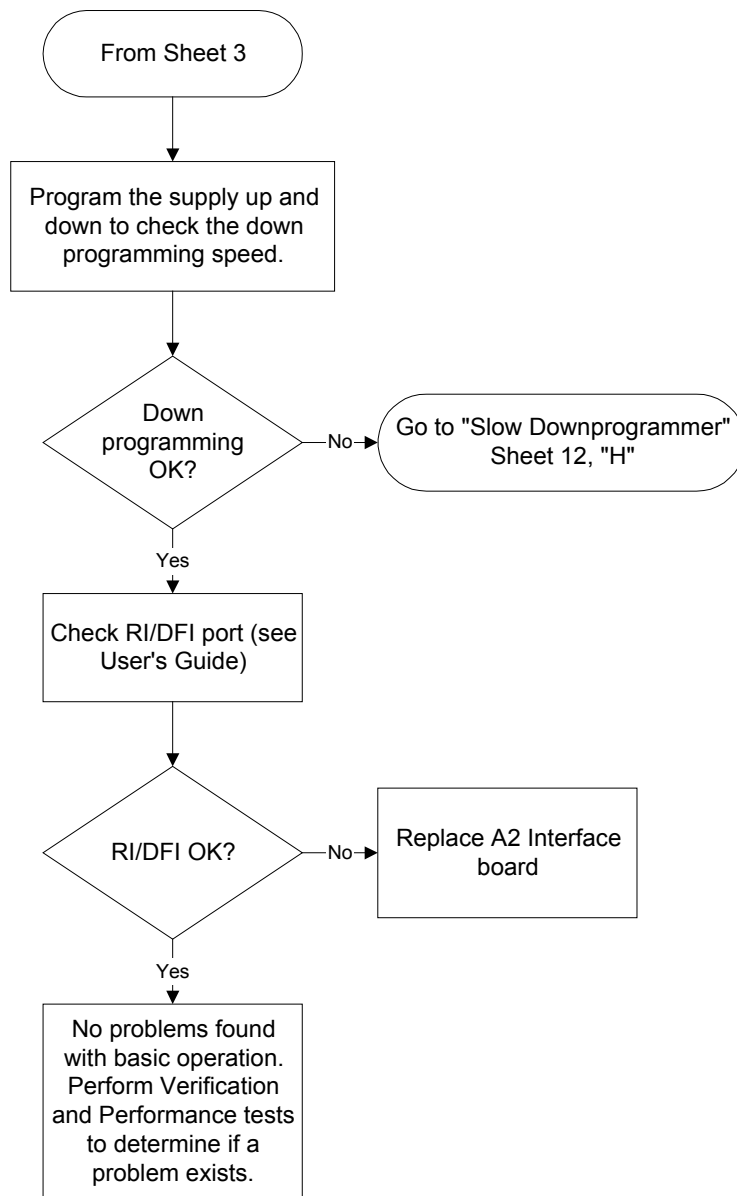 From Sheet 3
Program the supply up and
down to check the down
programming speed.
Down
programming
OK?
No
Go to "Slow Downprogrammer"
Sheet 12, "H"
Yes
Check RI/DFI port (see
User's Guide)
RI/DFI OK?
No
Replace A2 Interface
board
Yes
No problems found
with basic operation.
Perform Verification
and Performance tests
to determine if a
problem exists.